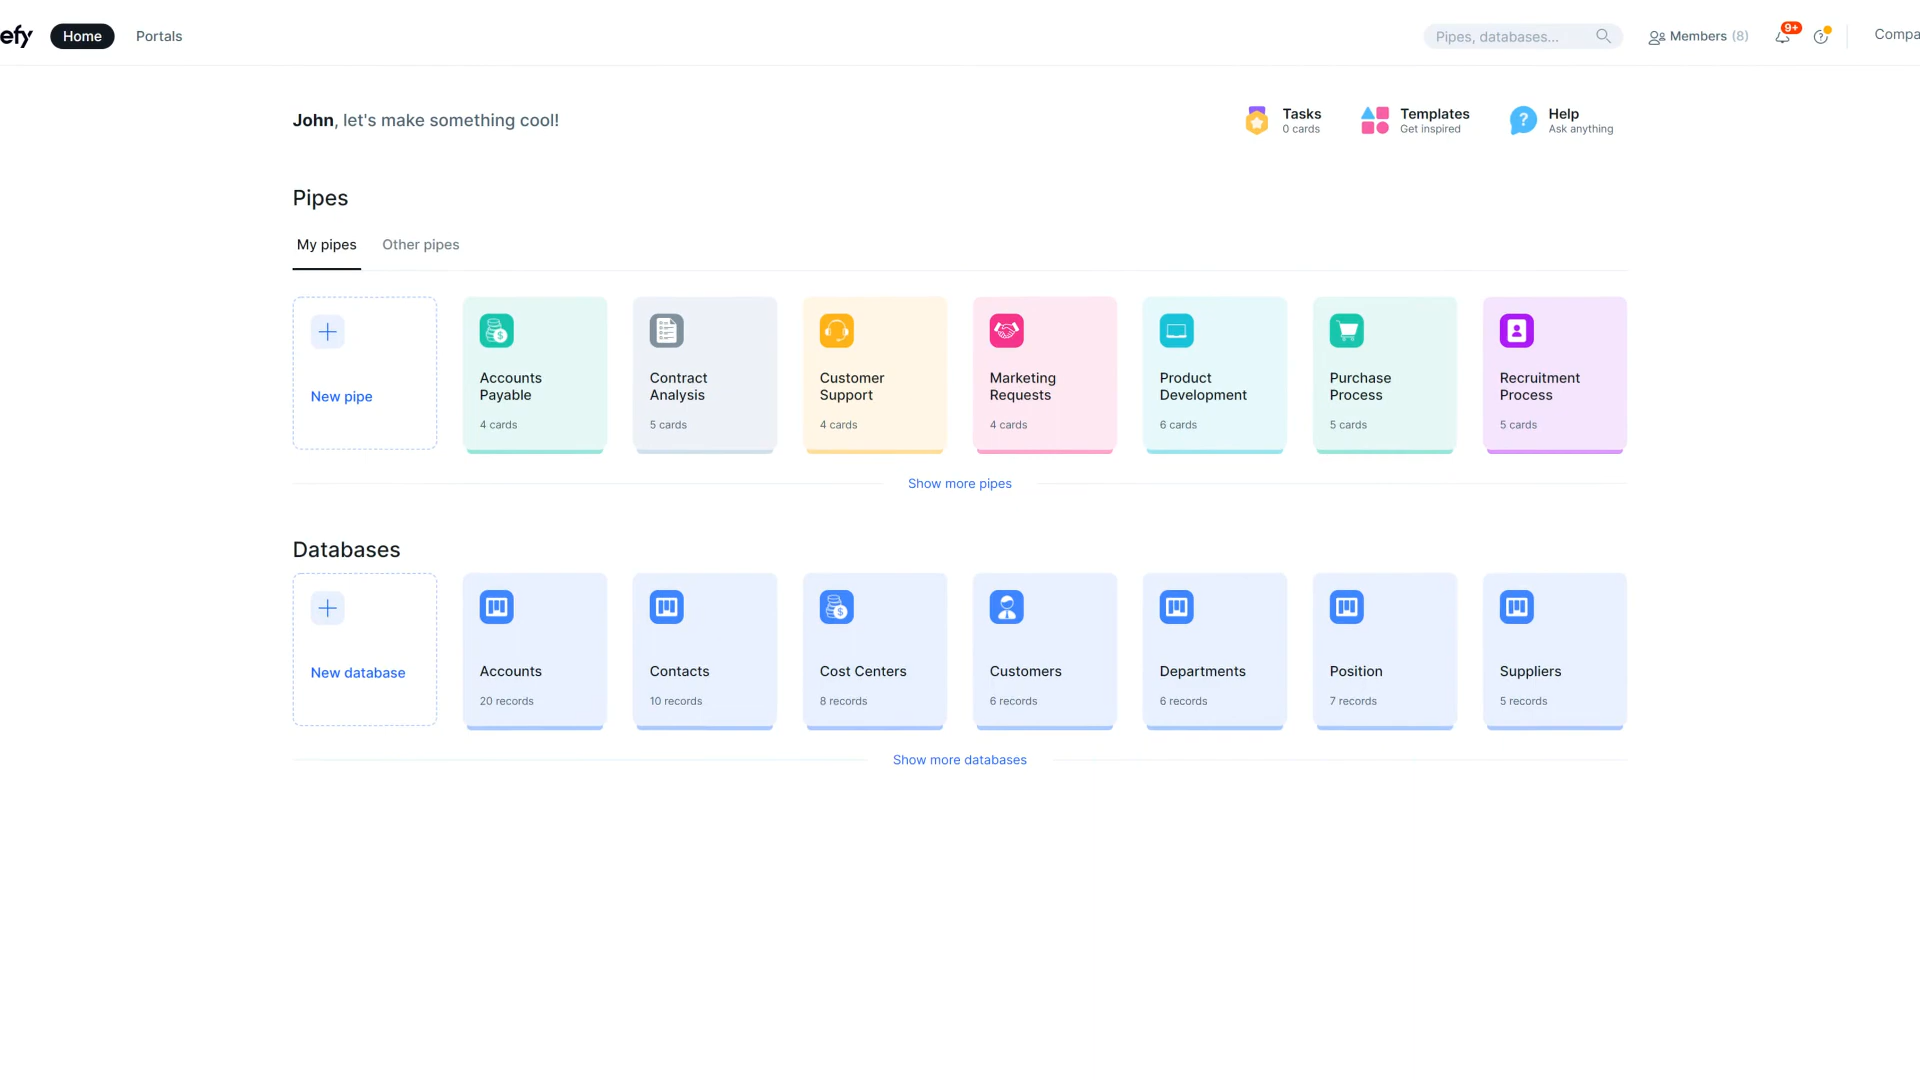 efy
Home
Portals
Pipes, databases...
Members (8)
9+
?
Compa
John, let's make something cool!
Tasks
0 cards
Templates
Get inspired
?
Help
Ask anything
Pipes
My pipes
Other pipes
New pipe
$
Accounts
Payable
4 cards
Contract
Analysis
5 cards
Customer
Support
4 cards
Marketing
Requests
4 cards
Product
Development
6 cards
Purchase
Process
5 cards
Recruitment
Process
5 cards
Show more pipes
Databases
New database
Accounts
20 records
Contacts
10 records
$
Cost Centers
8 records
Customers
6 records
Departments
6 records
Position
7 records
Suppliers
5 records
Show more databases